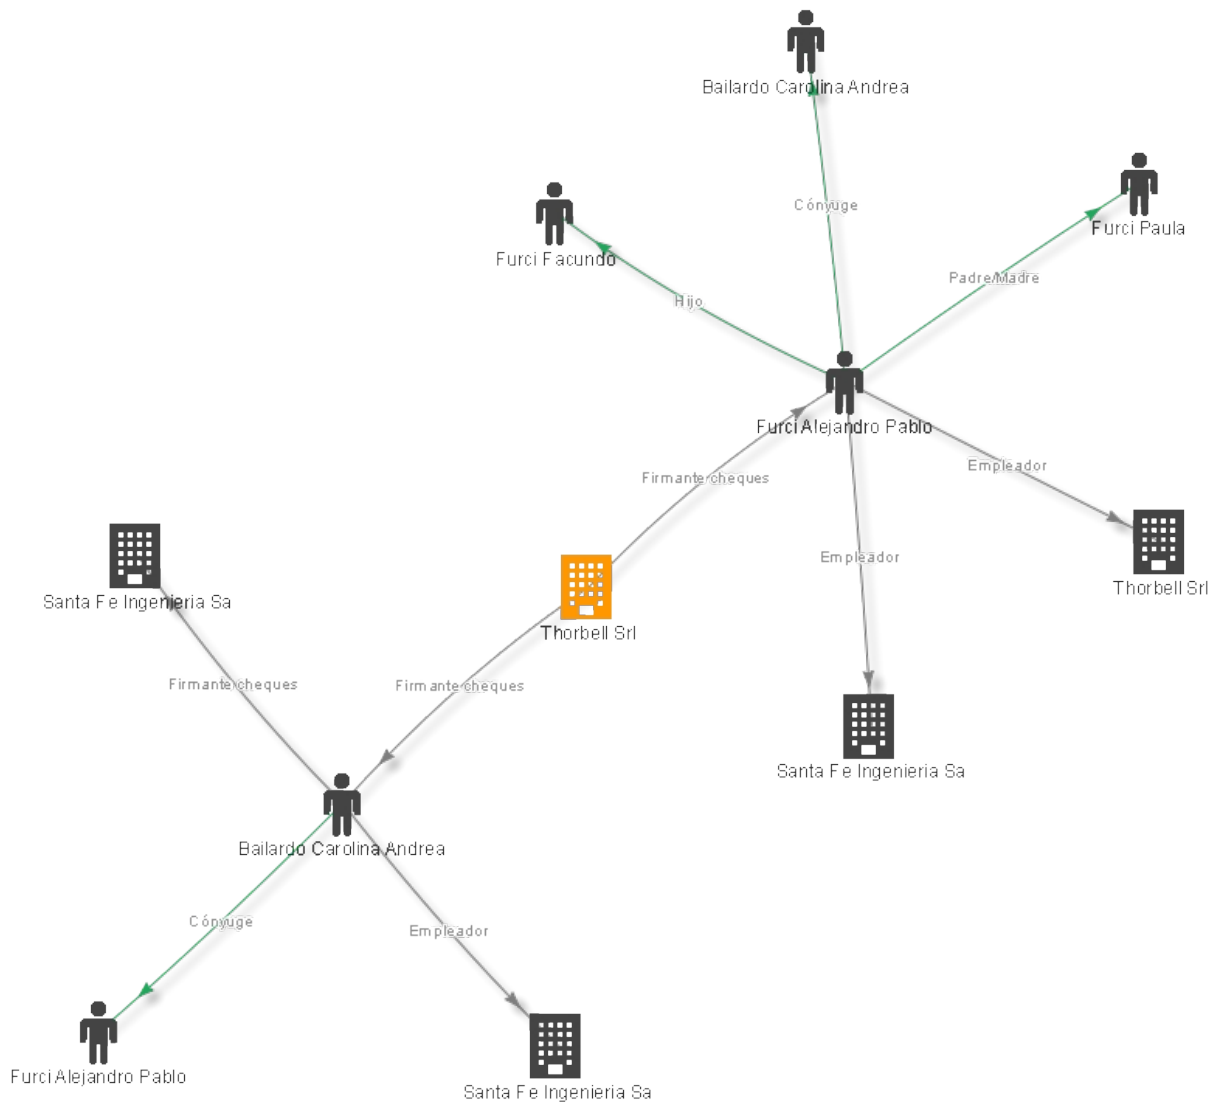 Bailardo Carolina Andrea
Cónyuge
Furci Paula
Furci Facundo
Padre/Madre
Hijo
Furci Alejandro Pablo
Empleador
Firmante cheques
Empleador
Thorbell Srl
Santa Fe Ingenieria Sa
Thorbell Srl
Firmante cheques
Firmante cheques
Santa Fe Ingenieria Sa
Bailardo Carolina Andrea
Cónyuge
Empleador
Furci Alejandro Pablo
Santa Fe Ingenieria Sa